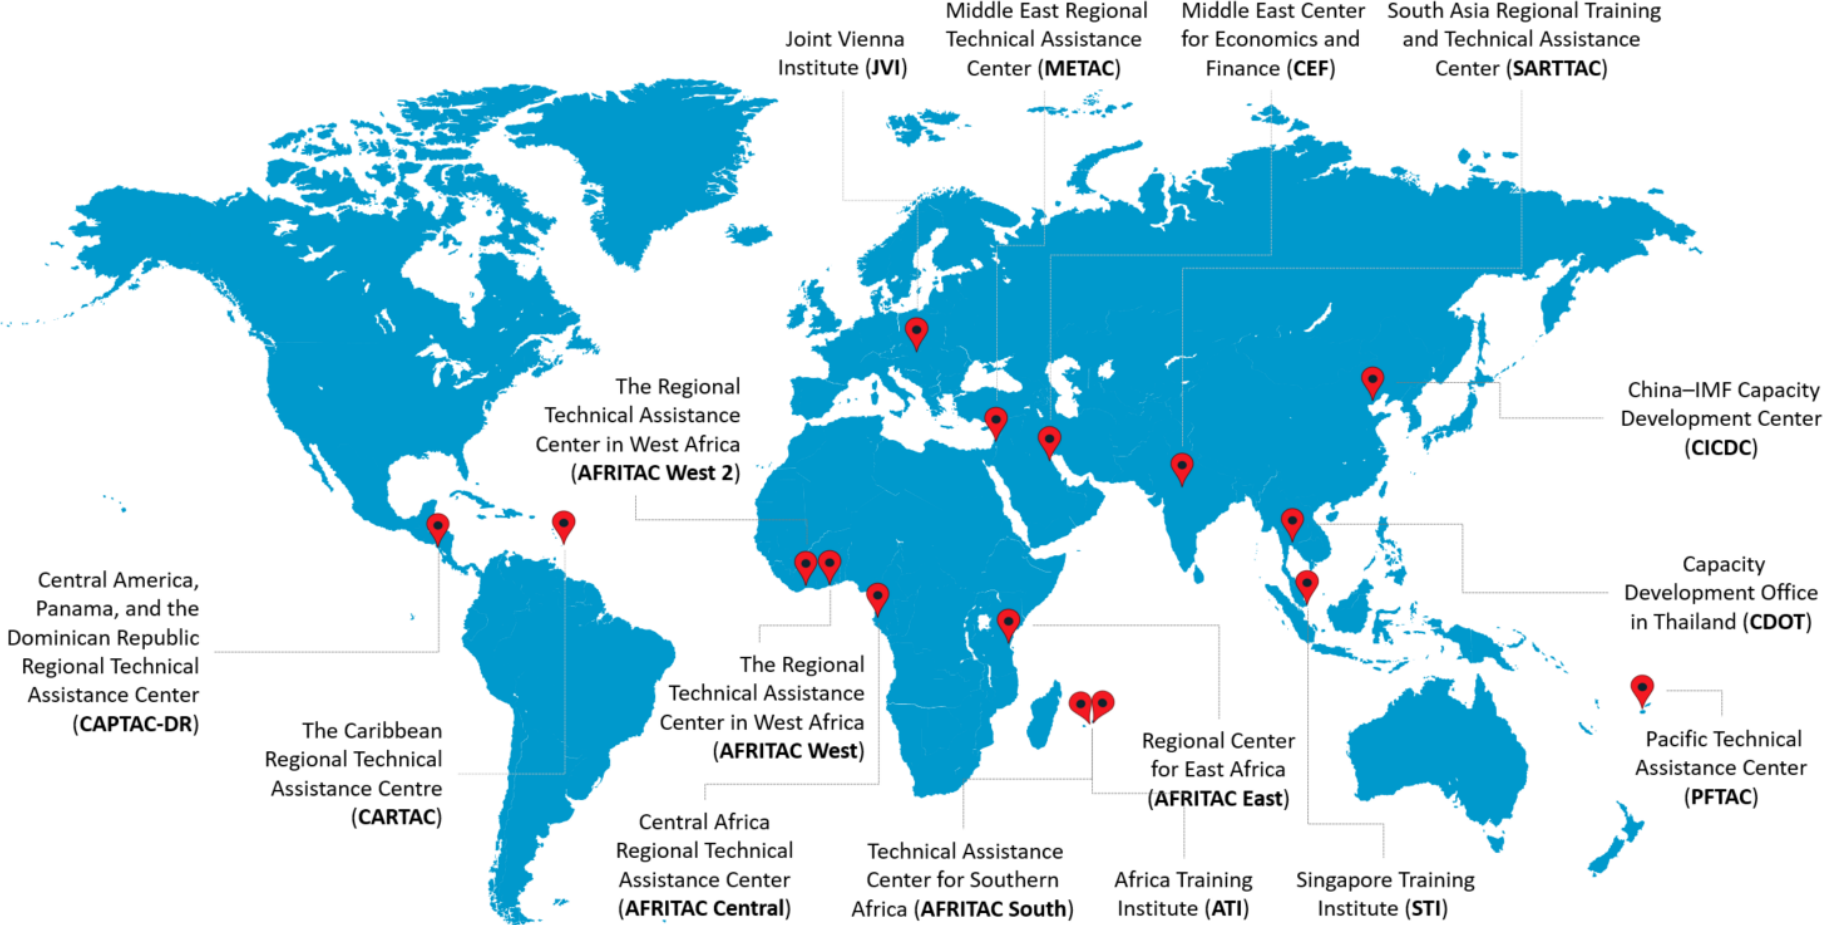 Joint Vienna
Institute (JVI)
Middle East Regional
Technical Assistance
Center (METAC)
Middle East Center
for Economics and
Finance (CEF)
South Asia Regional Training
and Technical Assistance
Center (SARTTAC)
The Regional
Technical Assistance
Center in West Africa
(AFRITAC West 2)
China–IMF Capacity
Development Center
(CICDC)
Central America,
Panama, and the
Dominican Republic
Regional Technical
Assistance Center
(CAPTAC-DR)
Capacity
Development Office
in Thailand (CDOT)
The Caribbean
Regional Technical
Assistance Centre
(CARTAC)
The Regional
Technical Assistance
Center in West Africa
(AFRITAC West)
Regional Center
for East Africa
(AFRITAC East)
Pacific Technical
Assistance Center
(PFTAC)
Central Africa
Regional Technical
Assistance Center
(AFRITAC Central)
Technical Assistance
Center for Southern
Africa (AFRITAC South)
Africa Training
Institute (ATI)
Singapore Training
Institute (STI)